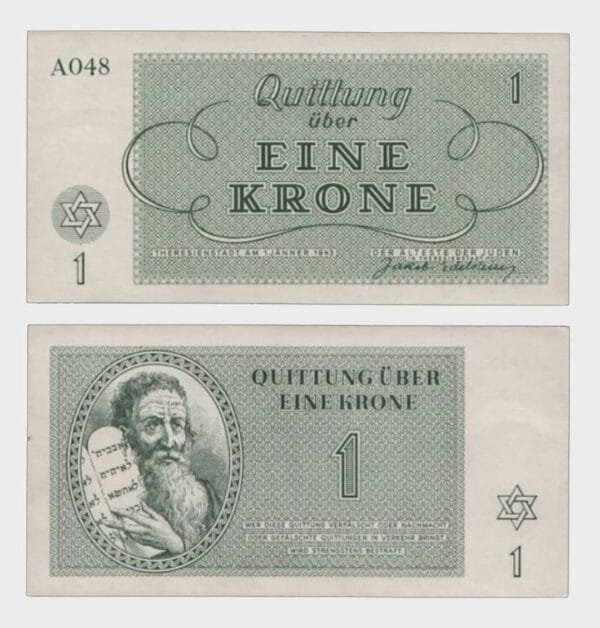 A048
Quittung
über
EINE
KRONE
1
1
THERESIENSTADT AM 1. JÄNNER 1943
DER ÄLTESTE DER JUDEN
IN THERESIENSTADT
Jakob Edelstein
QUITTUNG ÜBER
EINE KRONE
1
WER DIESE QUITTUNG VERFÄLSCHT ODER NACHMACHT
ODER GEFÄLSCHTE QUITTUNGEN IN VERKEHR BRINGT,
WIRD STRENGSTENS BESTRAFT
1